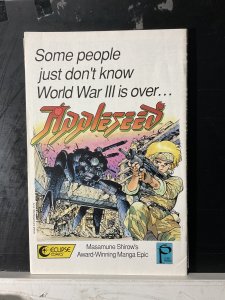 Some people
just don't know
World War III is over...
Appleseed
ECLIPSE
COMICS
Masamune Shirow's
Award-Winning Manga Epic